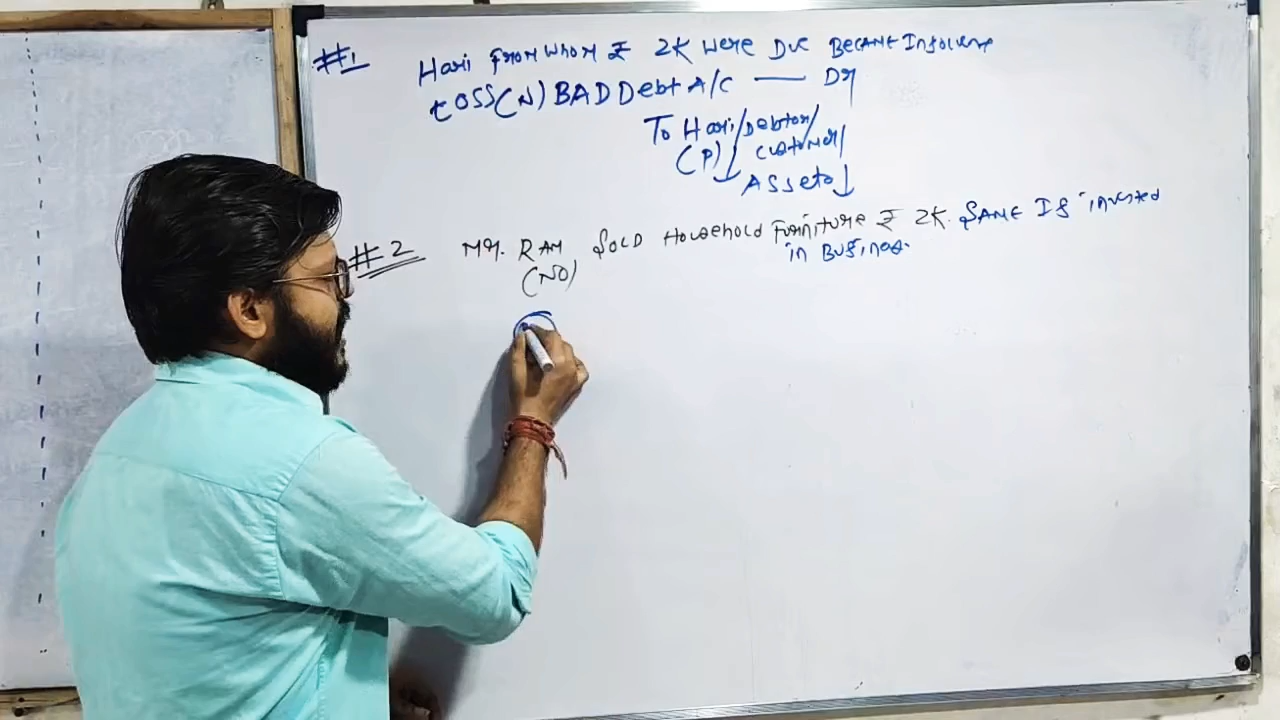 #1 Hari From whom ₹ 2K were Due Became Insolvent
LOSS(N) BAD Debt A/C —— Dr
To Hari/Debtor/
(P)↓ customer/
Assets↓
#2 Mr. RAM SOLD Household Furniture ₹ 2K. SAME IS invested
in Business.
(NO)